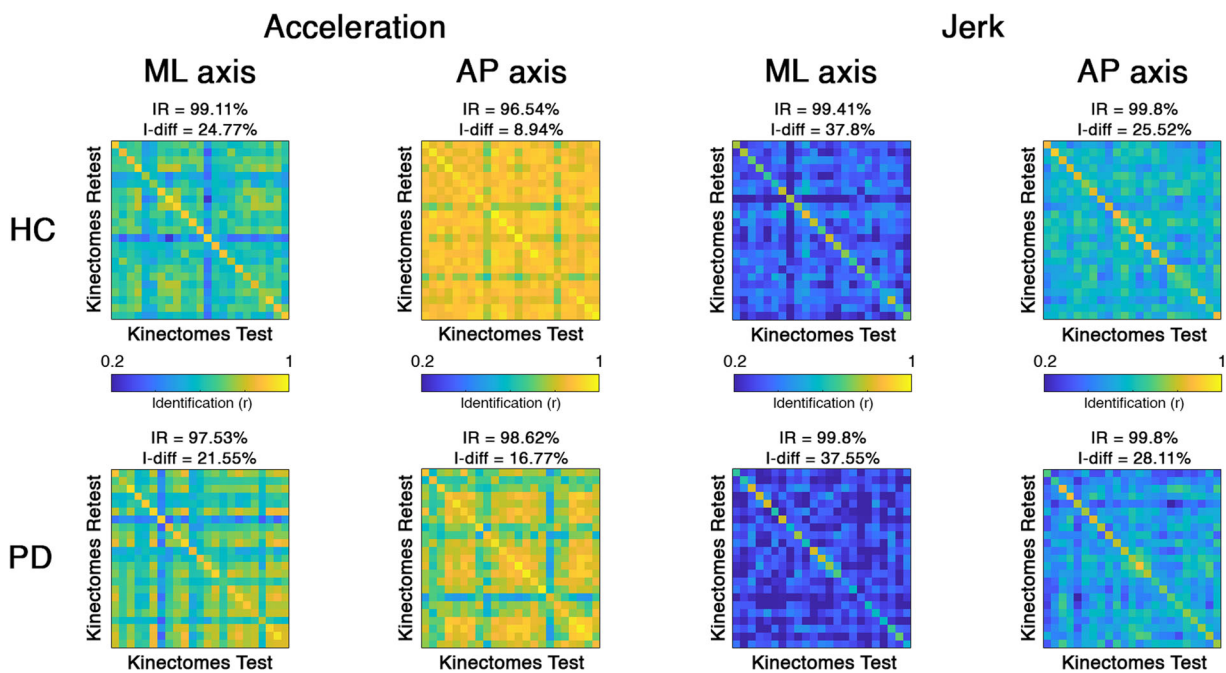 Acceleration
Jerk
ML axis
AP axis
ML axis
AP axis
IR = 99.11%
I-diff = 24.77%
IR = 96.54%
I-diff = 8.94%
IR = 99.41%
I-diff = 37.8%
IR = 99.8%
I-diff = 25.52%
HC
Kinectomes Retest
Kinectomes Retest
Kinectomes Retest
Kinectomes Retest
Kinectomes Test
Kinectomes Test
Kinectomes Test
Kinectomes Test
0.2 1
0.2 1
0.2 1
0.2 1
Identification (r)
Identification (r)
Identification (r)
Identification (r)
IR = 97.53%
I-diff = 21.55%
IR = 98.62%
I-diff = 16.77%
IR = 99.8%
I-diff = 37.55%
IR = 99.8%
I-diff = 28.11%
PD
Kinectomes Retest
Kinectomes Retest
Kinectomes Retest
Kinectomes Retest
Kinectomes Test
Kinectomes Test
Kinectomes Test
Kinectomes Test